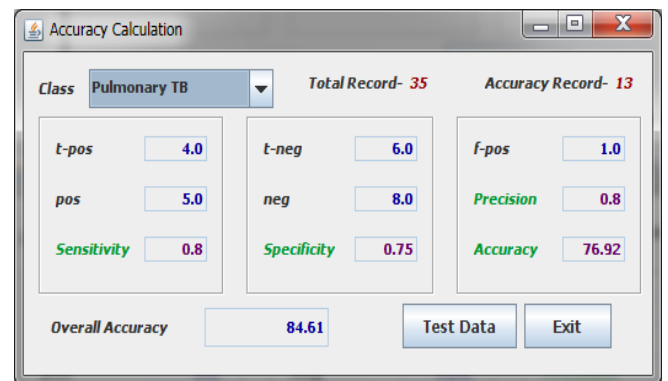 Accuracy Calculation
Class Pulmonary TB Total Record- 35 Accuracy Record- 13
t-pos 4.0 t-neg 6.0 f-pos 1.0
pos 5.0 neg 8.0 Precision 0.8
Sensitivity 0.8 Specificity 0.75 Accuracy 76.92
Overall Accuracy 84.61 Test Data Exit